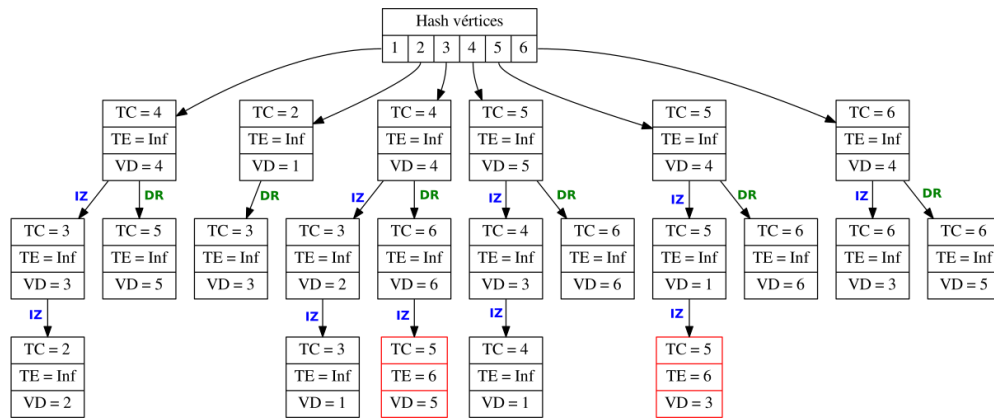 Hash vértices
1 2 3 4 5 6
TC = 4 TC = 2 TC = 4 TC = 5 TC = 5 TC = 6
TE = Inf TE = Inf TE = Inf TE = Inf TE = Inf TE = Inf
VD = 4 VD = 1 VD = 4 VD = 5 VD = 4 VD = 4
IZ DR DR IZ DR IZ DR IZ DR IZ DR
TC = 3 TC = 5 TC = 3 TC = 3 TC = 6 TC = 4 TC = 6 TC = 5 TC = 6 TC = 6 TC = 6
TE = Inf TE = Inf TE = Inf TE = Inf TE = Inf TE = Inf TE = Inf TE = Inf TE = Inf TE = Inf TE = Inf
VD = 3 VD = 5 VD = 3 VD = 2 VD = 6 VD = 3 VD = 6 VD = 1 VD = 6 VD = 3 VD = 5
IZ IZ IZ IZ IZ
TC = 2 TC = 3 TC = 5 TC = 4 TC = 5
TE = Inf TE = Inf TE = 6 TE = Inf TE = 6
VD = 2 VD = 1 VD = 5 VD = 1 VD = 3